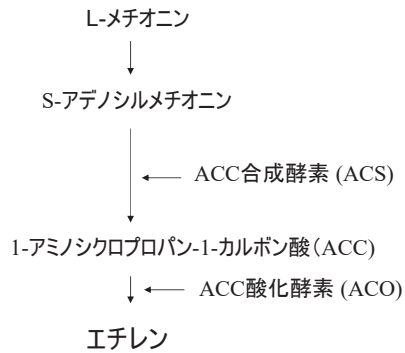 L-メチオニン
S-アデノシルメチオニン
ACC合成酵素 (ACS)
1-アミノシクロプロパン-1-カルボン酸（ACC）
ACC酸化酵素 (ACO)
エチレン